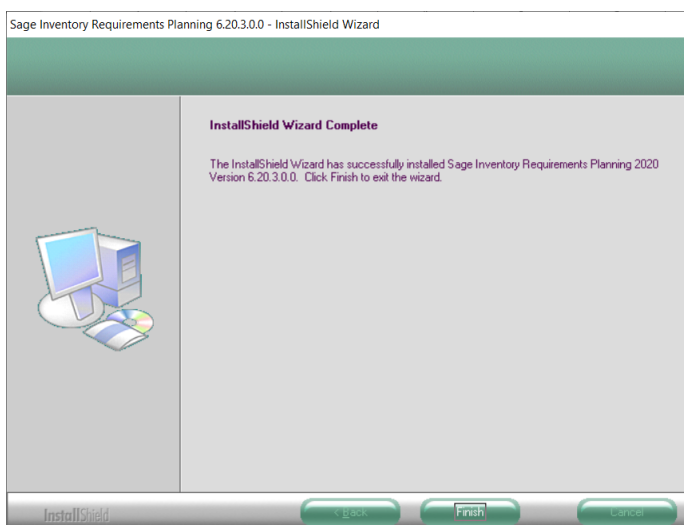 Sage Inventory Requirements Planning 6.20.3.0.0 - InstallShield Wizard
InstallShield Wizard Complete
The InstallShield Wizard has successfully installed Sage Inventory Requirements Planning 2020
Version 6.20.3.0.0. Click Finish to exit the wizard.
InstallShield
< Back
Finish
Cancel